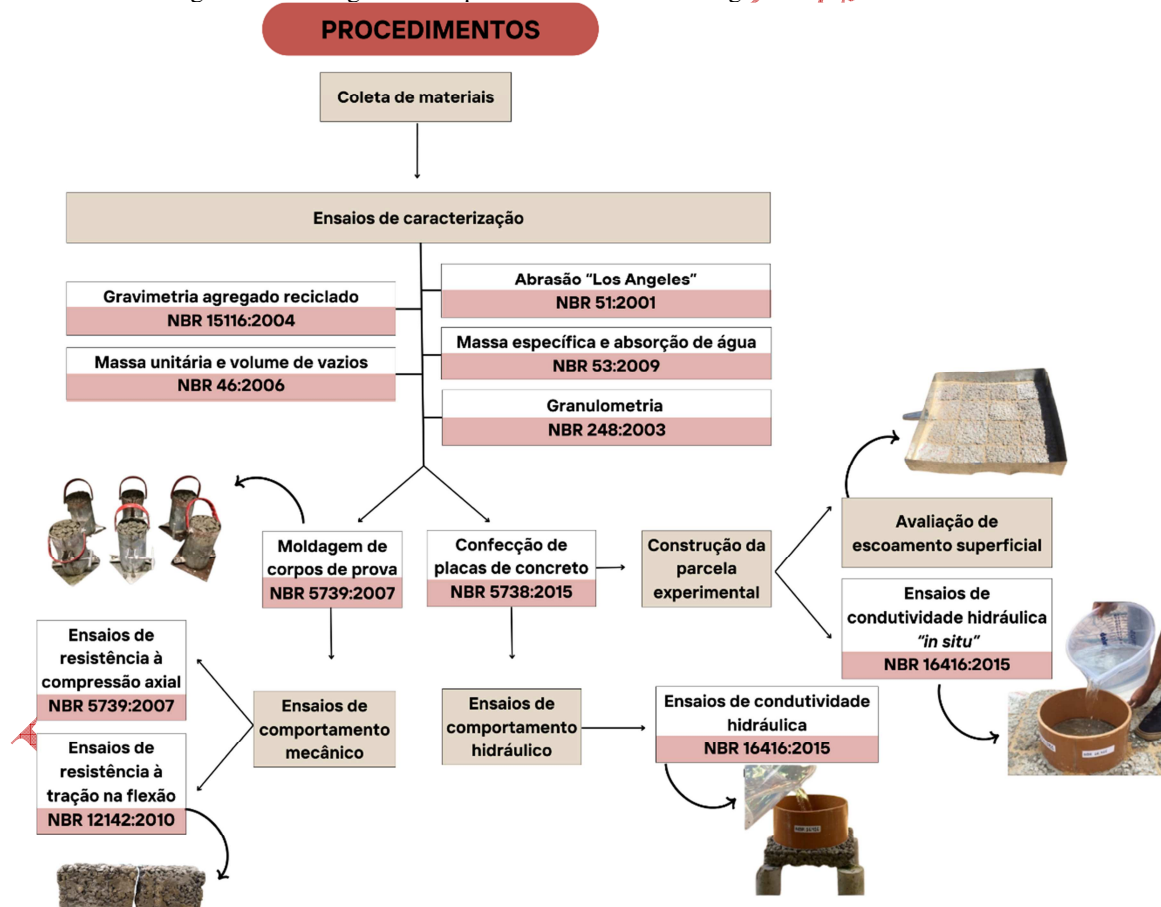 PROCEDIMENTOS
Coleta de materiais
Ensaios de caracterização
Gravimetria agregado reciclado
NBR 15116:2004
Massa unitária e volume de vazios
NBR 46:2006
Abrasão “Los Angeles”
NBR 51:2001
Massa específica e absorção de água
NBR 53:2009
Granulometria
NBR 248:2003
Moldagem de
corpos de prova
NBR 5739:2007
Confecção de
placas de concreto
NBR 5738:2015
Construção da
parcela
experimental
Avaliação de
escoamento superficial
Ensaios de
condutividade hidráulica
“in situ”
NBR 16416:2015
Ensaios de
resistência à
compressão axial
NBR 5739:2007
Ensaios de
resistência à
tração na flexão
NBR 12142:2010
Ensaios de
comportamento
mecânico
Ensaios de
comportamento
hidráulico
Ensaios de condutividade
hidráulica
NBR 16416:2015